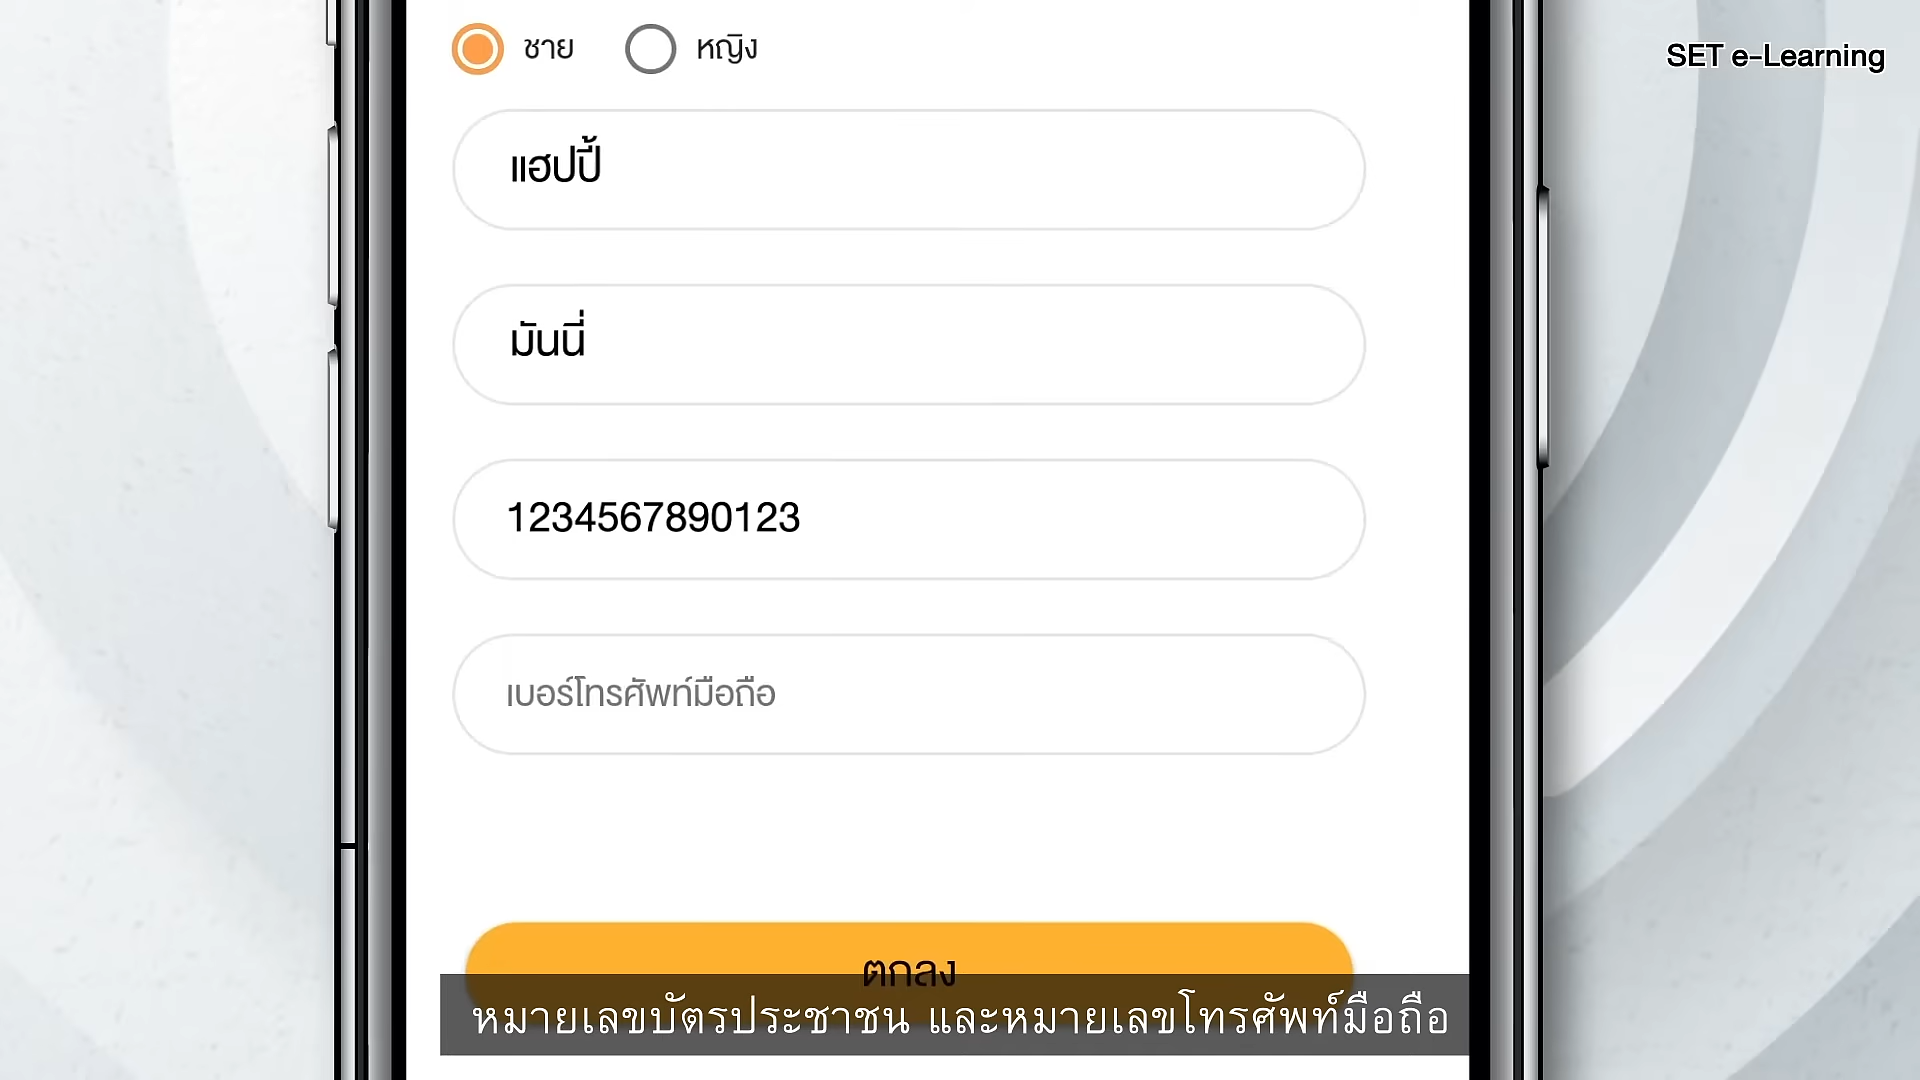 ชาย หญิง
SET e-Learning
แฮปปี้
มันนี่
1234567890123
เบอร์โทรศัพท์มือถือ
ตกลง
หมายเลขบัตรประชาชน และหมายเลขโทรศัพท์มือถือ